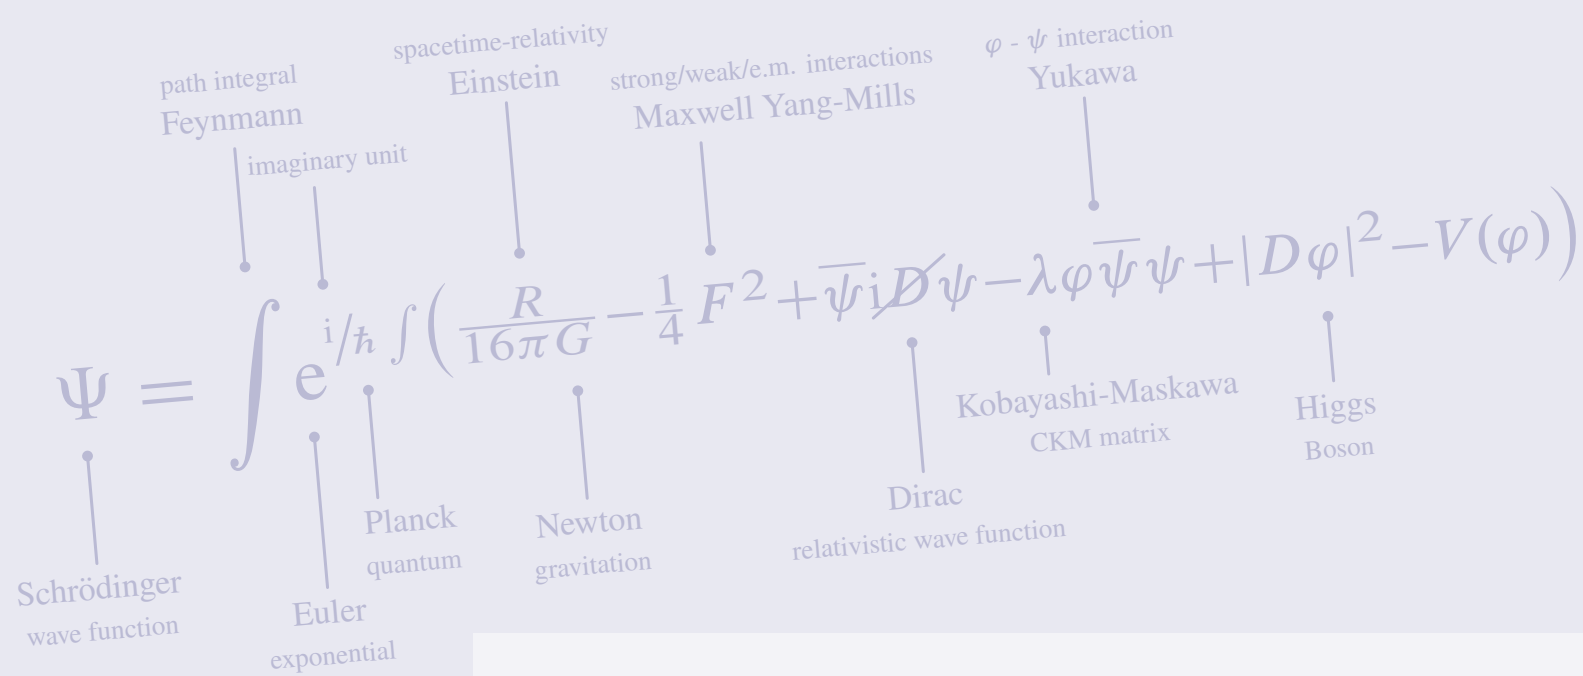 spacetime-relativity
Einstein
φ - ψ interaction
Yukawa
strong/weak/e.m. interactions
Maxwell Yang-Mills
path integral
Feynmann
imaginary unit
Ψ = ∫ e^{i/ℏ ∫ ( R/16πG − 1/4 F² + ψ̅ i D̸ ψ − λφ ψ̅ ψ + |Dφ|² − V(φ) )}
Schrödinger
wave function
Euler
exponential
Planck
quantum
Newton
gravitation
Dirac
relativistic wave function
Kobayashi-Maskawa
CKM matrix
Higgs
Boson